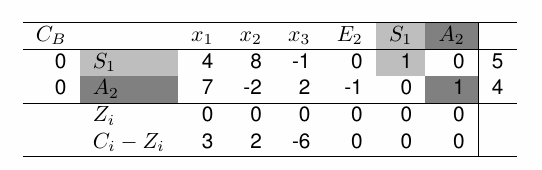 C_B x_1 x_2 x_3 E_2 S_1 A_2
0 S_1 4 8 -1 0 1 0 5
0 A_2 7 -2 2 -1 0 1 4
Z_i 0 0 0 0 0 0
C_i − Z_i 3 2 -6 0 0 0